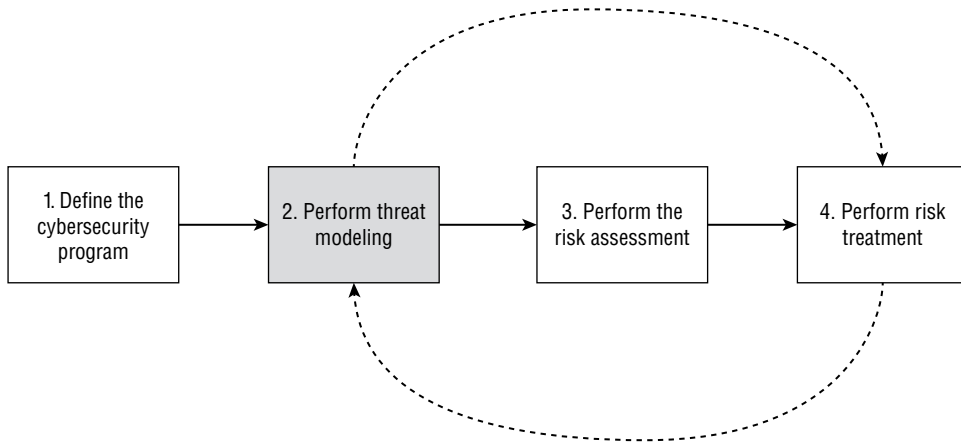 1. Define the
cybersecurity
program
2. Perform threat
modeling
3. Perform the
risk assessment
4. Perform risk
treatment